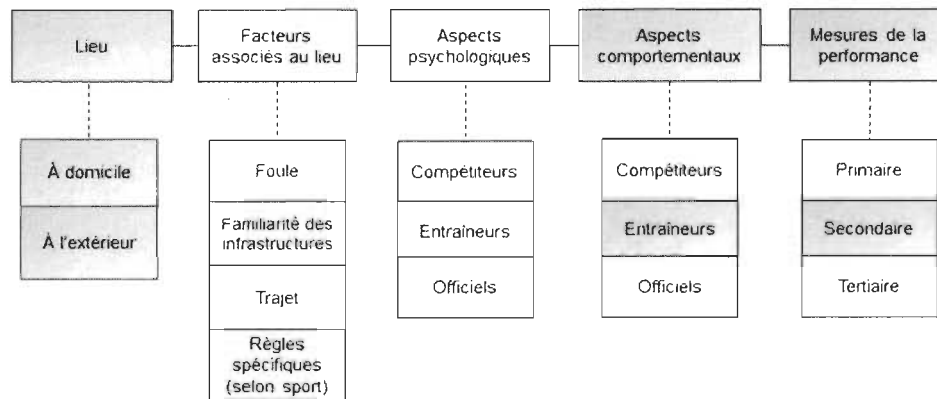 Lieu
Facteurs
associés au lieu
Aspects
psychologiques
Aspects
comportementaux
Mesures de la
performance
À domicile
À l'extérieur
Foule
Familiarité des
infrastructures
Trajet
Règles
spécifiques
(selon sport)
Compétiteurs
Entraîneurs
Officiels
Compétiteurs
Entraîneurs
Officiels
Primaire
Secondaire
Tertiaire